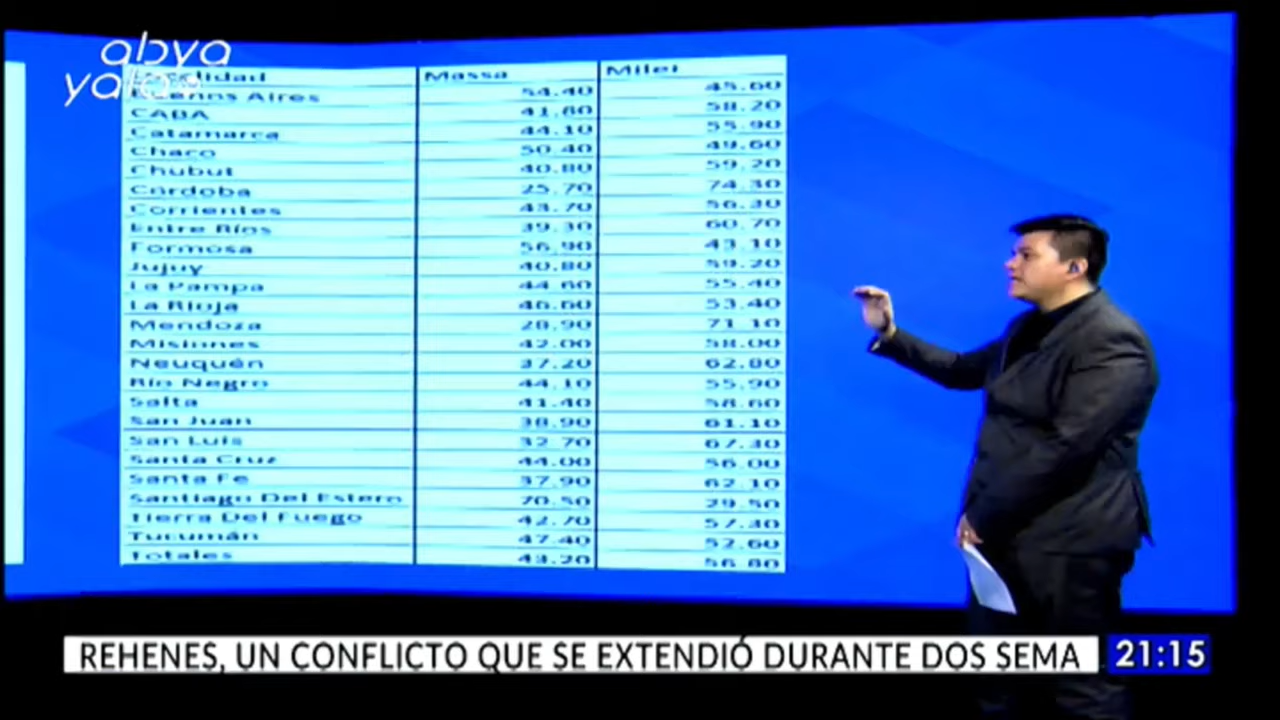 abya
yala
Localidad Massa Milei
Buenos Aires 54.40 45.60
CABA 41.80 58.20
Catamarca 44.10 55.90
Chaco 50.40 49.60
Chubut 40.80 59.20
Córdoba 25.70 74.30
Corrientes 43.70 56.30
Entre Ríos 39.30 60.70
Formosa 56.90 43.10
Jujuy 40.80 59.20
La Pampa 44.60 55.40
La Rioja 46.60 53.40
Mendoza 28.90 71.10
Misiones 42.00 58.00
Neuquén 37.20 62.80
Río Negro 44.10 55.90
Salta 41.40 58.60
San Juan 38.90 61.10
San Luis 32.70 67.30
Santa Cruz 44.00 56.00
Santa Fe 37.90 62.10
Santiago Del Estero 70.50 29.50
Tierra Del Fuego 42.70 57.30
Tucumán 47.40 52.60
Totales 43.20 56.80
REHENES, UN CONFLICTO QUE SE EXTENDIÓ DURANTE DOS SEMA 21:15